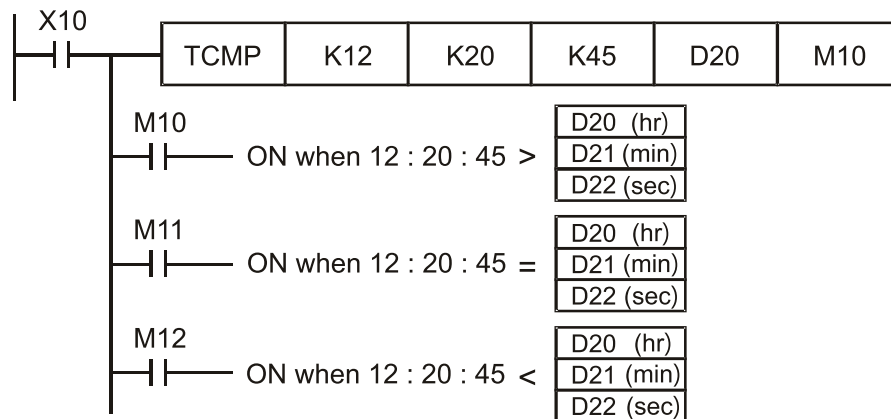 X10
TCMP K12 K20 K45 D20 M10
M10
D20 (hr)
ON when 12 : 20 : 45 > D21 (min)
D22 (sec)
M11
D20 (hr)
ON when 12 : 20 : 45 = D21 (min)
D22 (sec)
M12
D20 (hr)
ON when 12 : 20 : 45 < D21 (min)
D22 (sec)